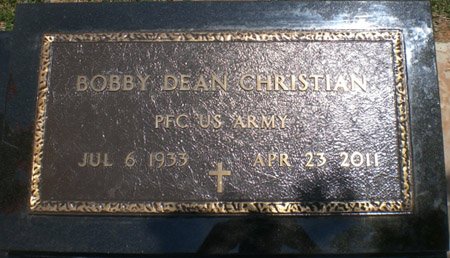 BOBBY DEAN CHRISTIAN
PFC US ARMY
JUL 6 1933 APR 23 2011